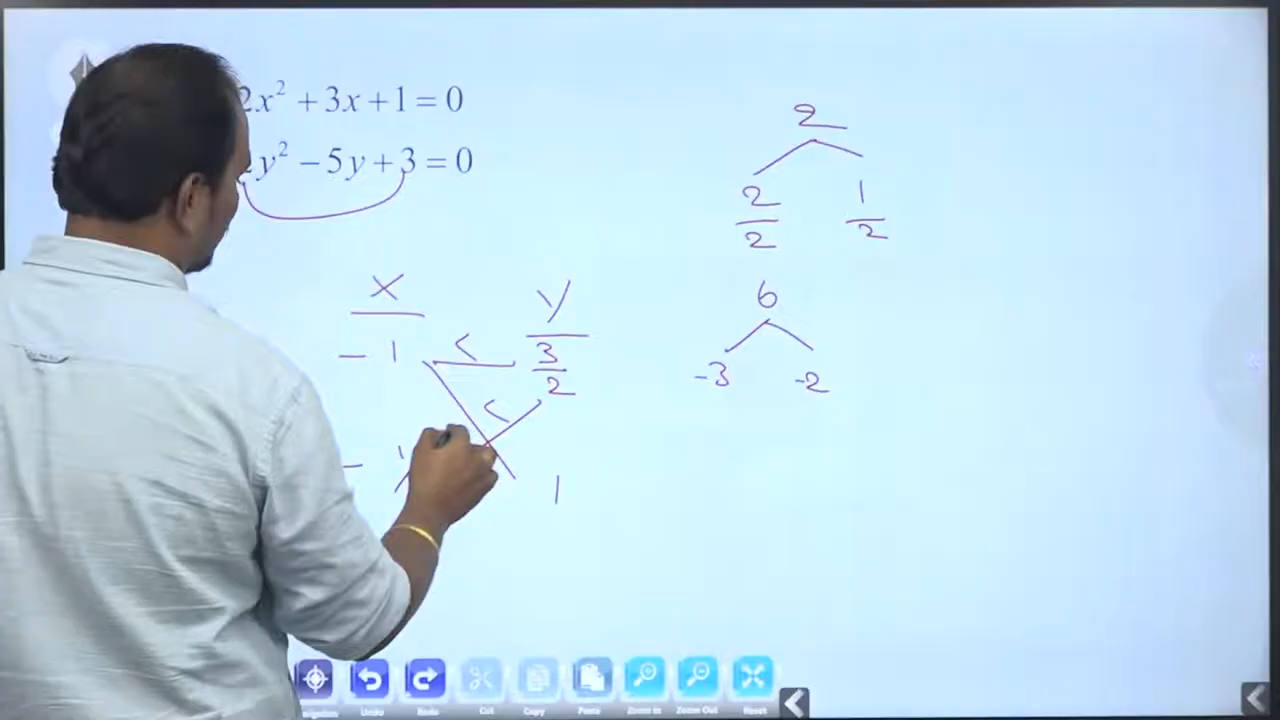 2x² + 3x + 1 = 0
y² − 5y + 3 = 0
2
2/2 1/2
6
-3 -2
x y
- 1 < 3/2
<
- 1 1
Undo Redo Cut Copy Paste Zoom In Zoom Out Reset